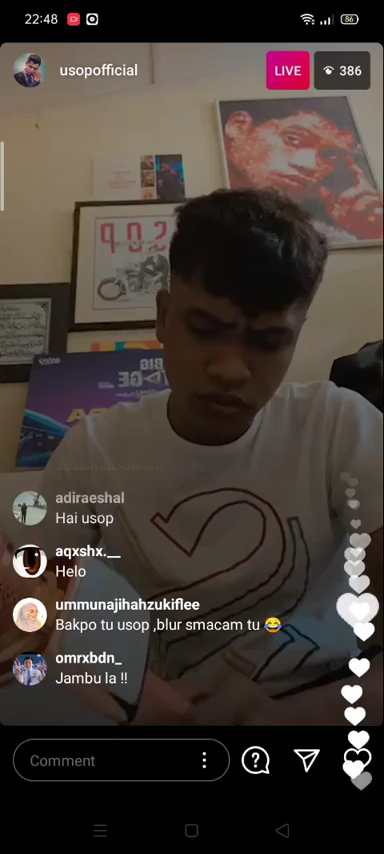 22:48
86
usopofficial
LIVE
386
adiraeshal
Hai usop
aqxshx.__
Helo
ummunajihahzukiflee
Bakpo tu usop ,blur smacam tu 😂
omrxbdn_
Jambu la !!
Comment